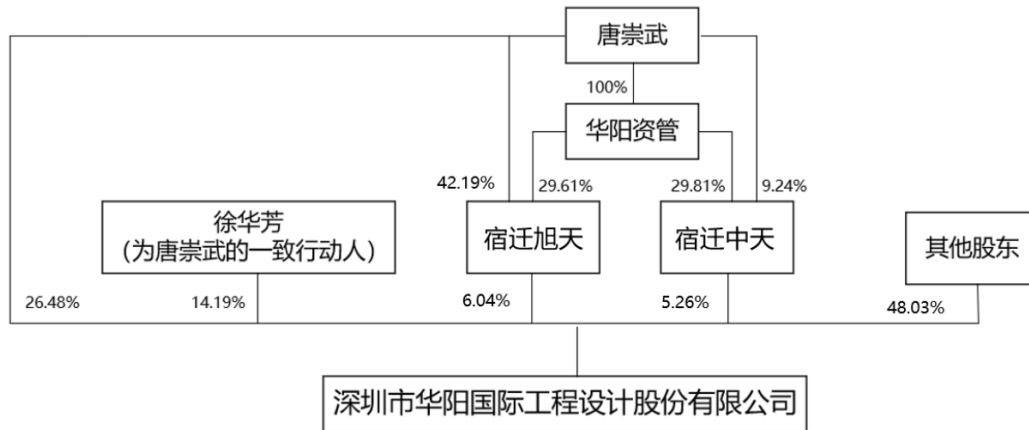 唐崇武
100%
华阳资管
42.19%
29.61%
29.81%
9.24%
徐华芳
（为唐崇武的一致行动人）
宿迁旭天
宿迁中天
其他股东
26.48%
14.19%
6.04%
5.26%
48.03%
深圳市华阳国际工程设计股份有限公司